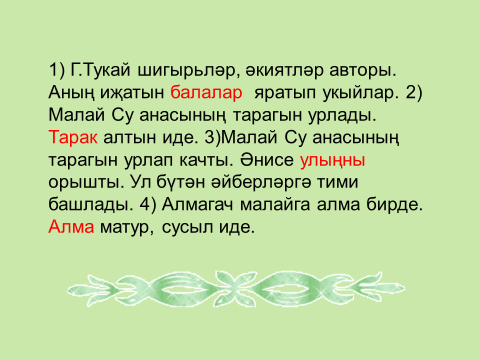 1) Г.Тукай шигырьләр, әкиятләр авторы.
Аның иҗатын балалар  яратып укыйлар. 2)
Малай Су анасының тарагын урлады.
Тарак алтын иде. 3)Малай Су анасының
тарагын урлап качты. Әнисе улыңны
орышты. Ул бүтән әйберләргә тими
башлады. 4) Алмагач малайга алма бирде.
Алма матур, сусыл иде.